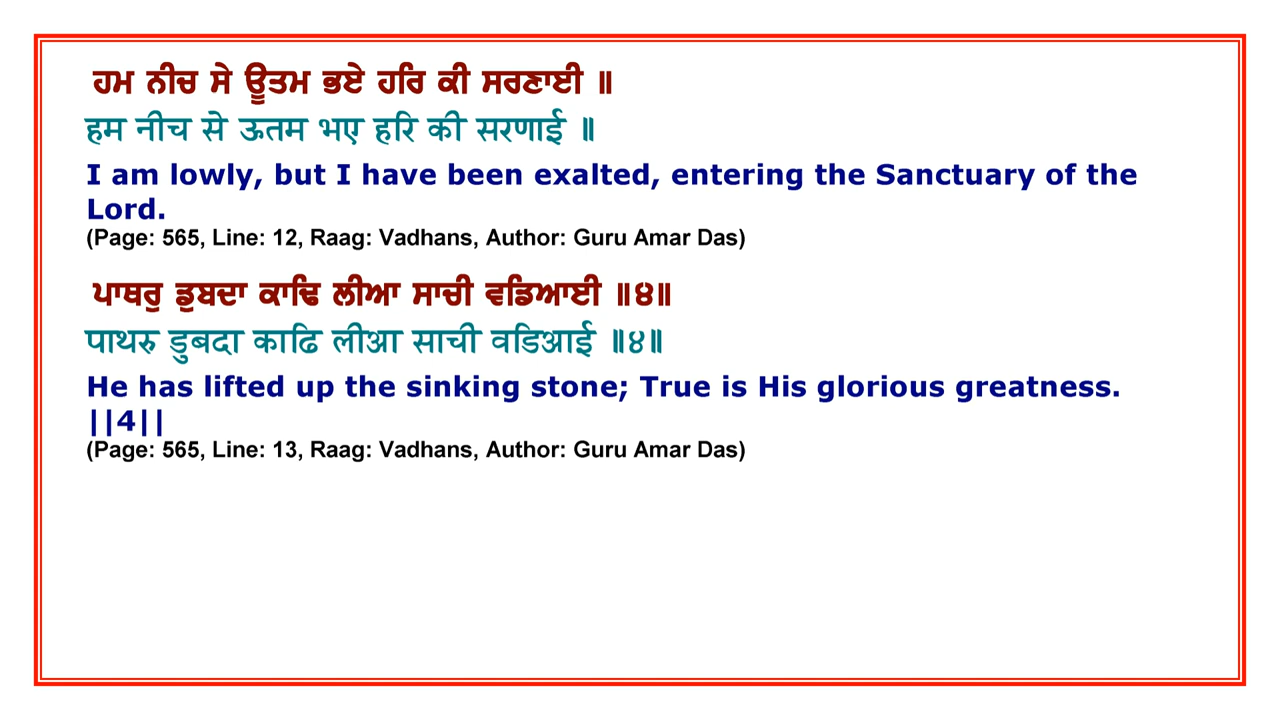 ਹਮ ਨੀਚ ਸੇ ਊਤਮ ਭਏ ਹਰਿ ਕੀ ਸਰਣਾਈ ॥
हम नीच से ऊतम भए हरि की सरणाई ॥
I am lowly, but I have been exalted, entering the Sanctuary of the
Lord.
(Page: 565, Line: 12, Raag: Vadhans, Author: Guru Amar Das)
ਪਾਥਰੁ ਡੁਬਦਾ ਕਾਢਿ ਲੀਆ ਸਾਚੀ ਵਡਿਆਈ ॥੪॥
पाथरु डुबदा काढि लीआ साची वडिआई ॥४॥
He has lifted up the sinking stone; True is His glorious greatness.
||4||
(Page: 565, Line: 13, Raag: Vadhans, Author: Guru Amar Das)